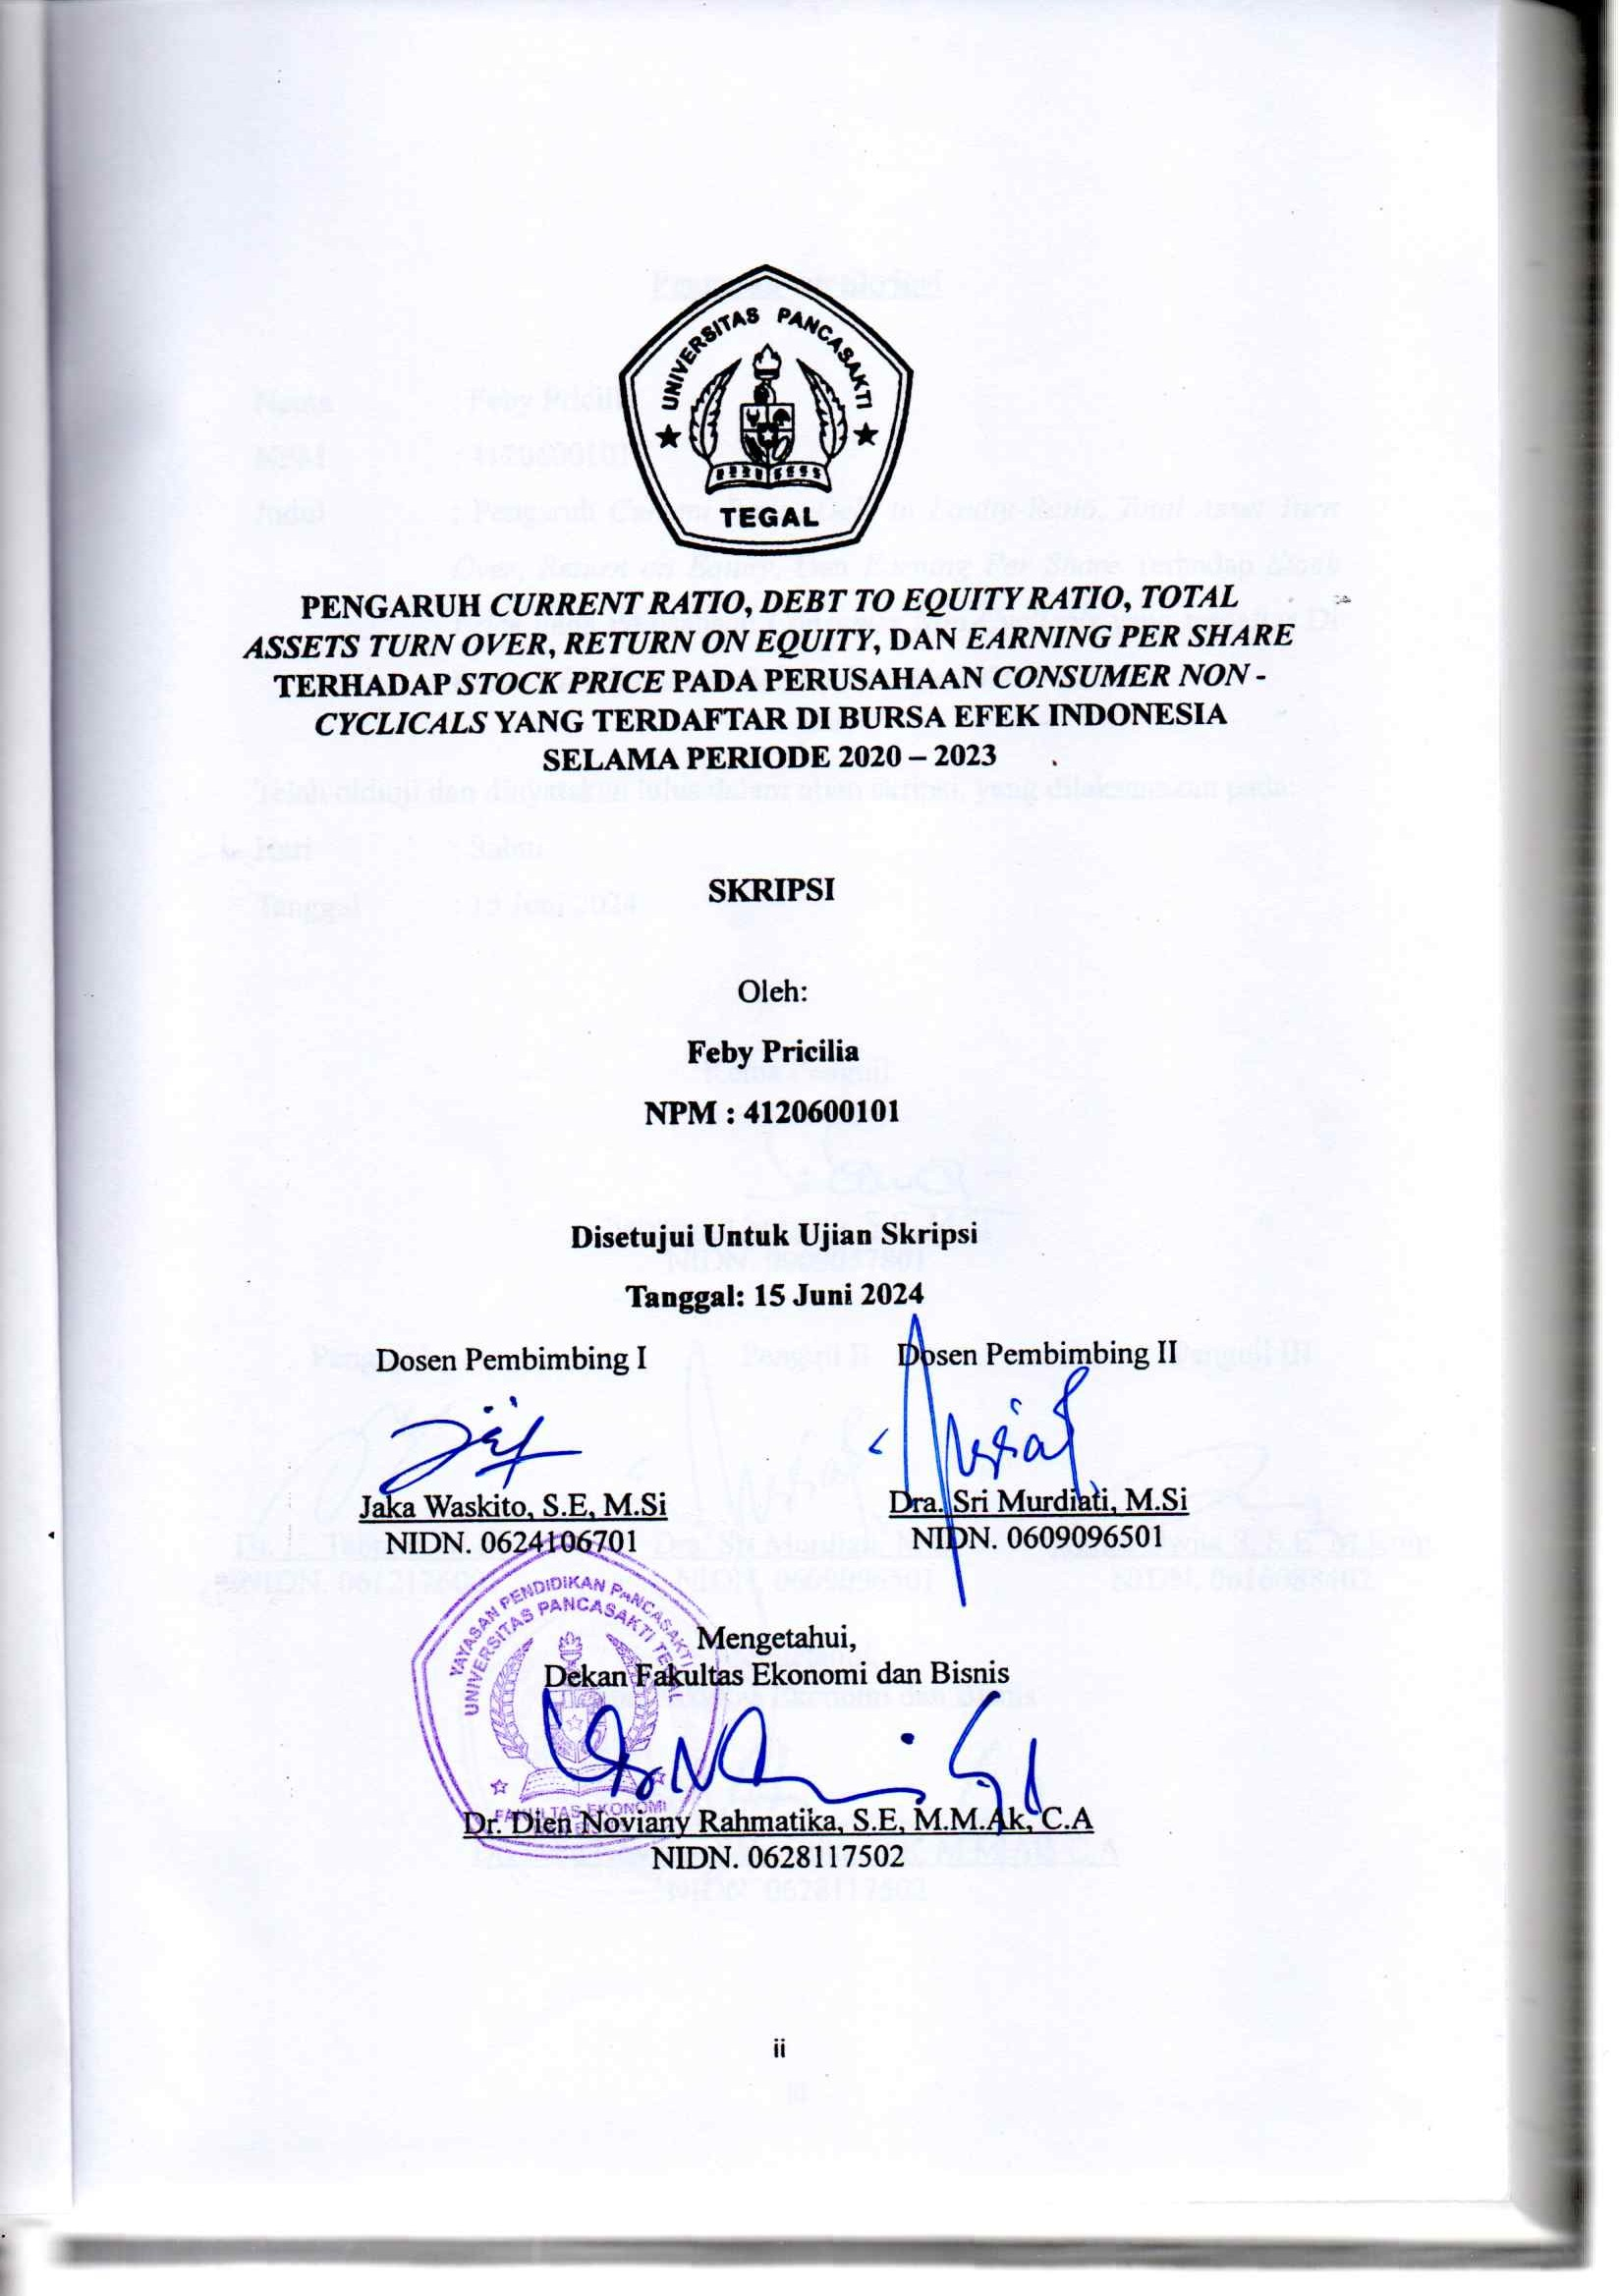 UNIVERSITAS PANCASAKTI
TEGAL
PENGARUH CURRENT RATIO, DEBT TO EQUITY RATIO, TOTAL
ASSETS TURN OVER, RETURN ON EQUITY, DAN EARNING PER SHARE
TERHADAP STOCK PRICE PADA PERUSAHAAN CONSUMER NON -
CYCLICALS YANG TERDAFTAR DI BURSA EFEK INDONESIA
SELAMA PERIODE 2020 – 2023
SKRIPSI
Oleh:
Feby Pricilia
NPM : 4120600101
Disetujui Untuk Ujian Skripsi
Tanggal: 15 Juni 2024
Dosen Pembimbing I
Dosen Pembimbing II
Jaka Waskito, S.E, M.Si
Dra. Sri Murdiati, M.Si
NIDN. 0624106701
NIDN. 0609096501
YAYASAN PENDIDIKAN PANCASAKTI
UNIVERSITAS PANCASAKTI TEGAL
Mengetahui,
Dekan Fakultas Ekonomi dan Bisnis
FAKULTAS EKONOMI
Dr. Dien Noviany Rahmatika, S.E, M.M.Ak, C.A
NIDN. 0628117502
ii